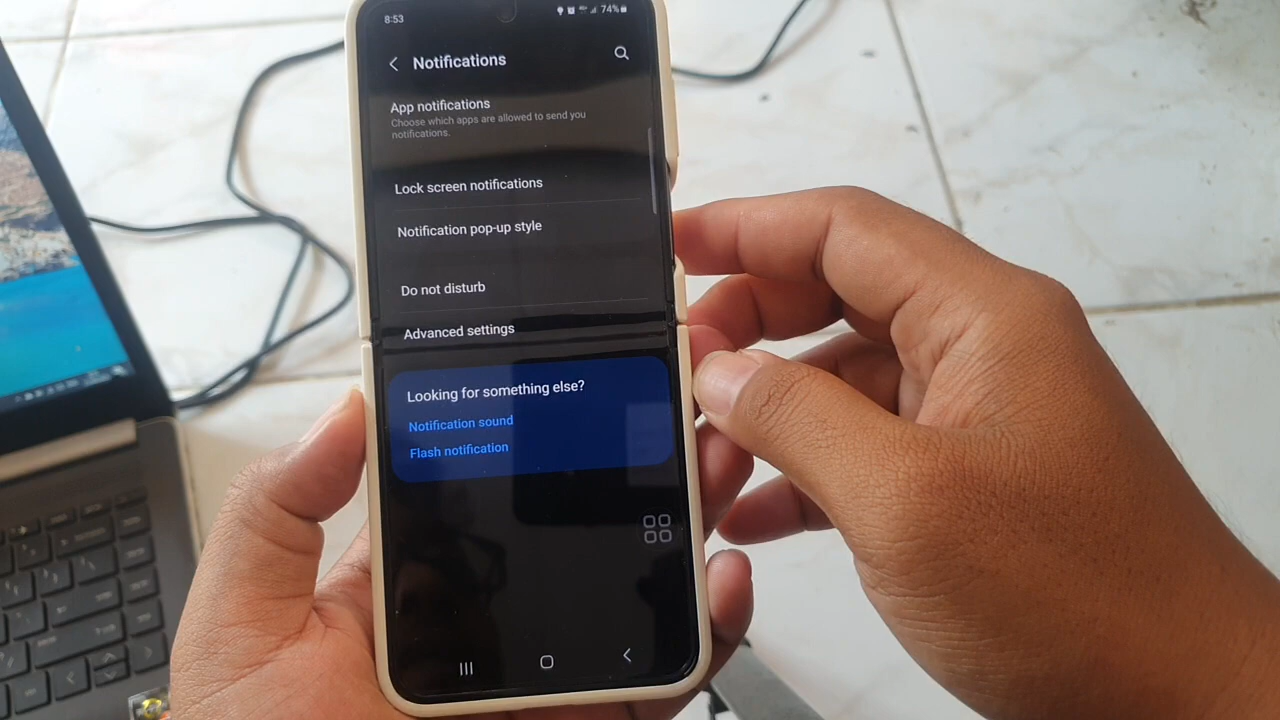 8:53
74%
Notifications
App notifications
Choose which apps are allowed to send you
notifications.
Lock screen notifications
Notification pop-up style
Do not disturb
Advanced settings
Looking for something else?
Notification sound
Flash notification